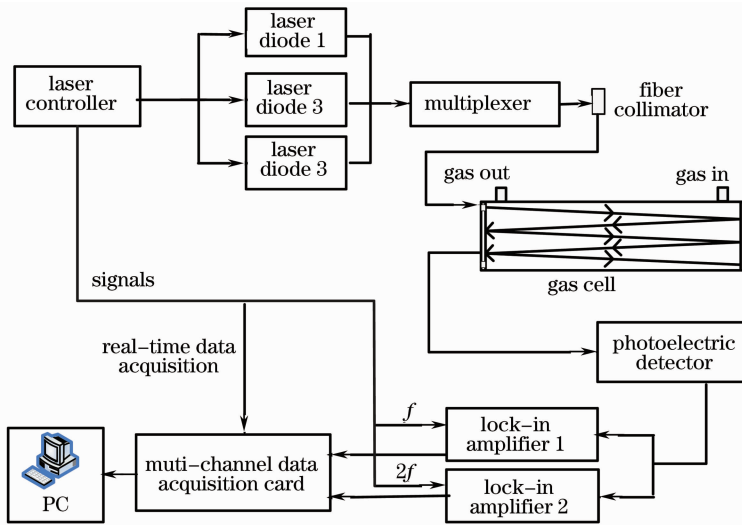 laser
diode 1
laser
controller
laser
diode 3
multiplexer
fiber
collimator
laser
diode 3
gas out
gas in
gas cell
signals
real-time data
acquisition
photoelectric
detector
f
lock-in
amplifier 1
muti-channel data
acquisition card
2f
lock-in
amplifier 2
PC